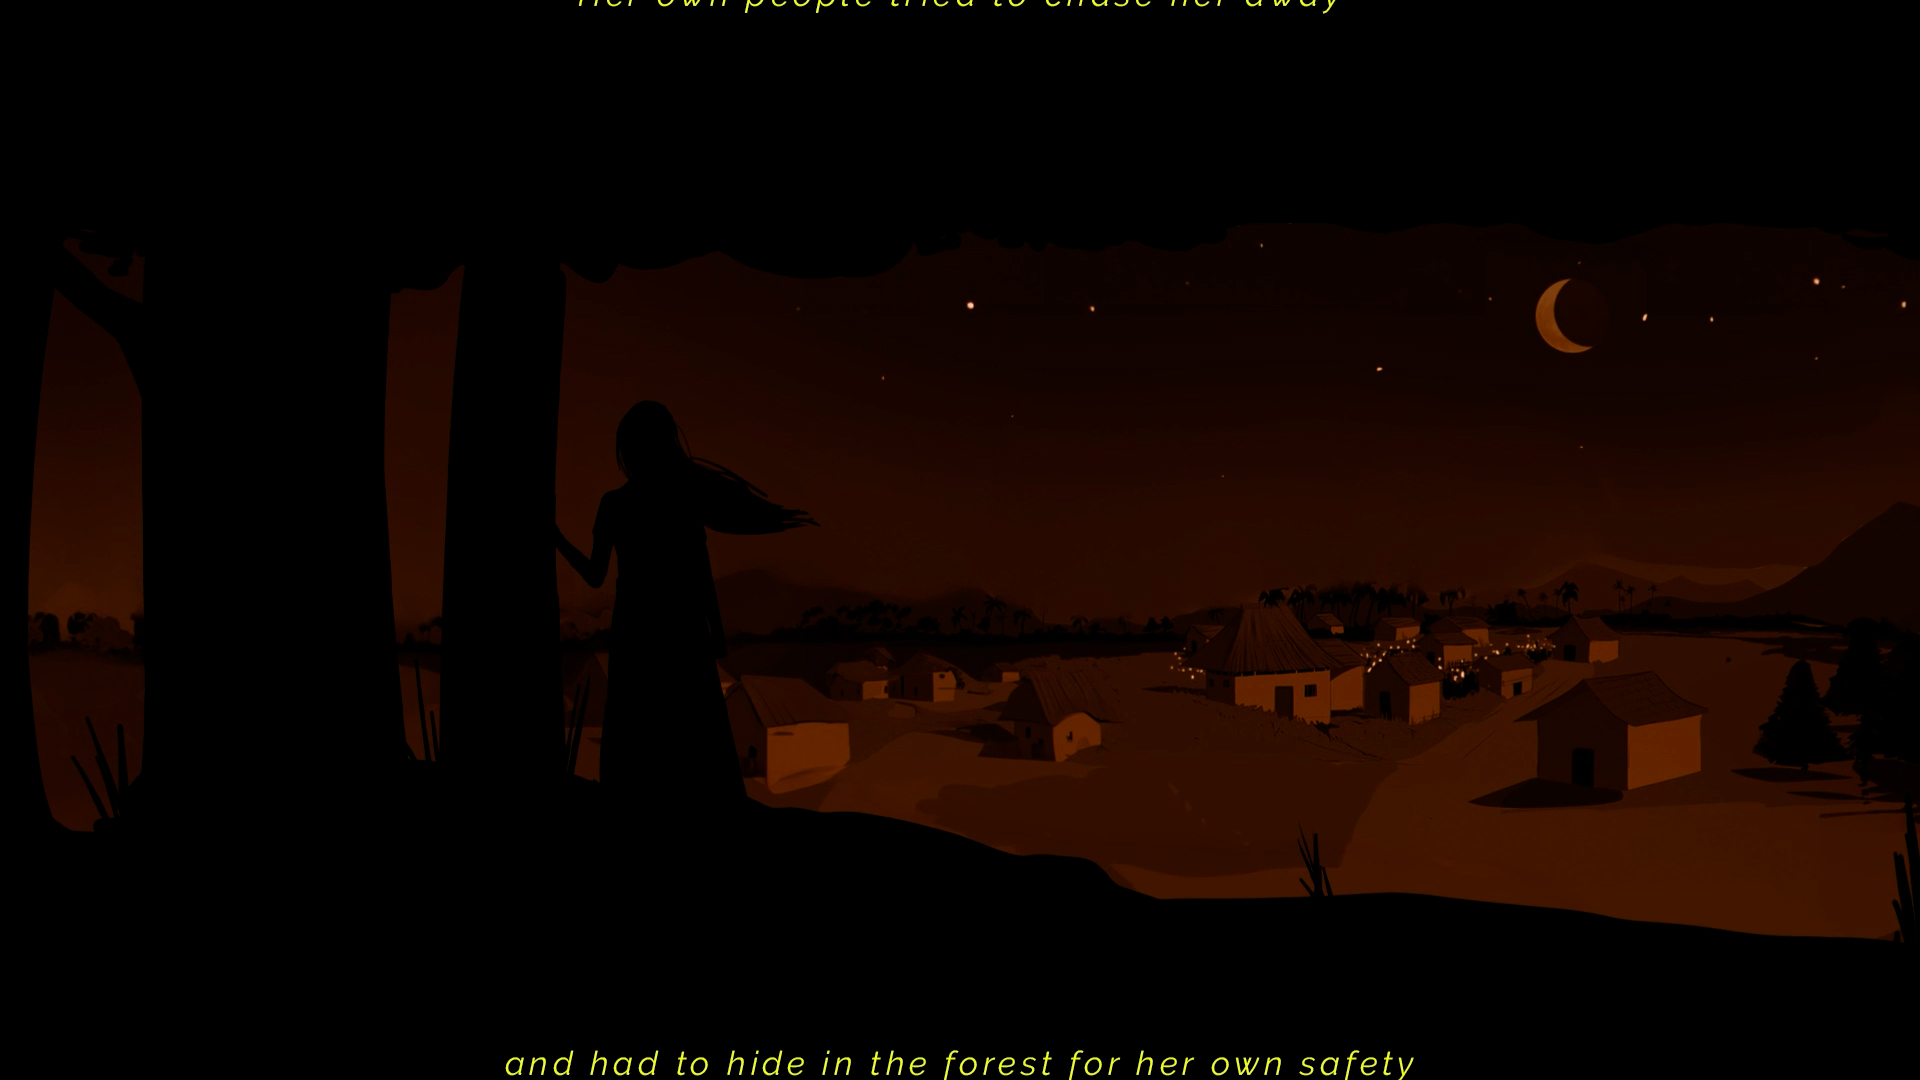 Her own people tried to chase her away
and had to hide in the forest for her own safety